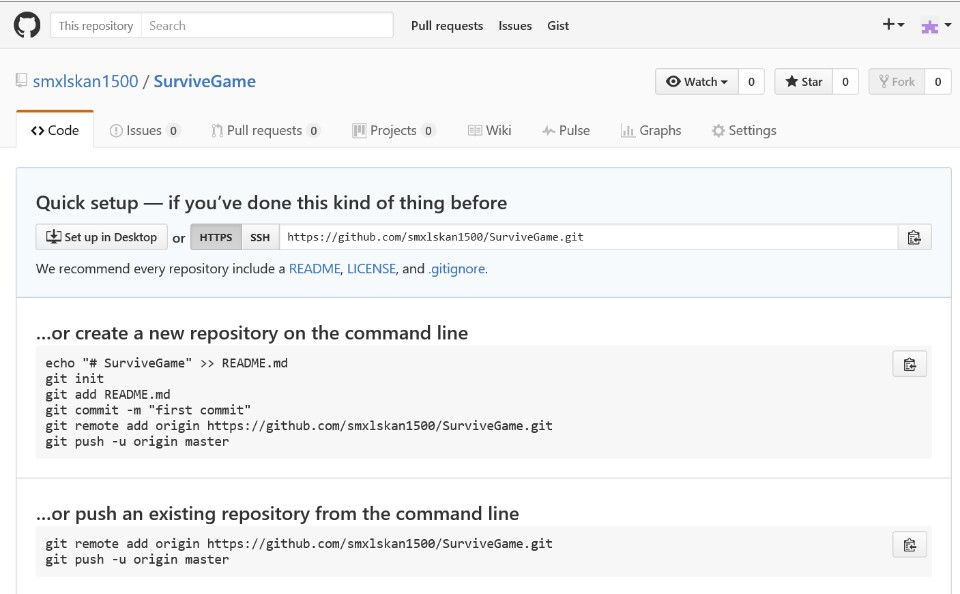 This repository Search Pull requests Issues Gist
smxlskan1500 / SurviveGame Watch 0 Star 0 Fork 0
Code Issues 0 Pull requests 0 Projects 0 Wiki Pulse Graphs Settings
Quick setup — if you’ve done this kind of thing before
Set up in Desktop or HTTPS SSH https://github.com/smxlskan1500/SurviveGame.git
We recommend every repository include a README, LICENSE, and .gitignore.
…or create a new repository on the command line
echo "# SurviveGame" >> README.md
git init
git add README.md
git commit -m "first commit"
git remote add origin https://github.com/smxlskan1500/SurviveGame.git
git push -u origin master
…or push an existing repository from the command line
git remote add origin https://github.com/smxlskan1500/SurviveGame.git
git push -u origin master